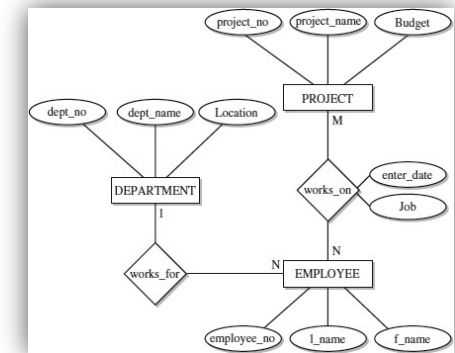 project_no
project_name
Budget
PROJECT
M
dept_no
dept_name
Location
DEPARTMENT
1
works_on
enter_date
Job
works_for
N
N
EMPLOYEE
employee_no
l_name
f_name